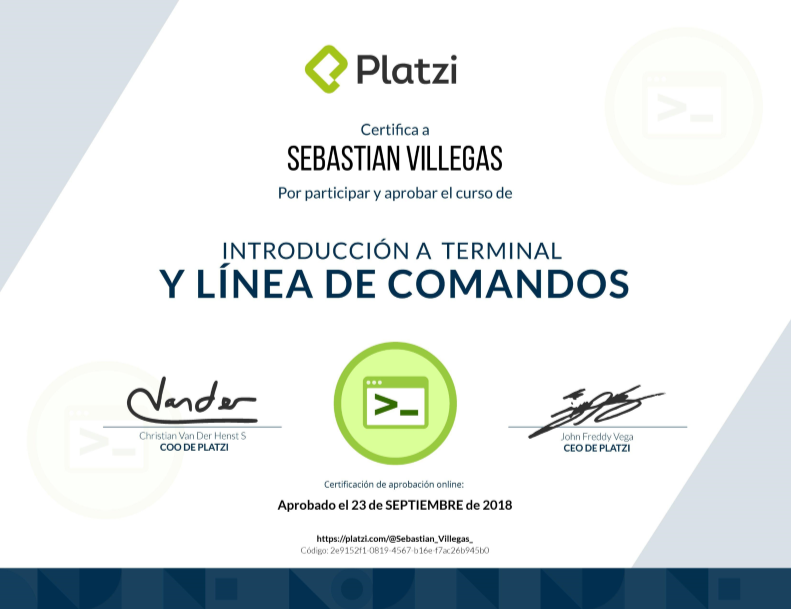 Platzi
Certifica a
SEBASTIAN VILLEGAS
Por participar y aprobar el curso de
INTRODUCCIÓN A TERMINAL
Y LÍNEA DE COMANDOS
Vander
Christian Van Der Henst S
COO DE PLATZI
John Freddy Vega
CEO DE PLATZI
Certificación de aprobación online:
Aprobado el 23 de SEPTIEMBRE de 2018
https://platzi.com/@Sebastian_Villegas_
Código: 2e9152f1-0819-4567-b16e-f7ac26b945b0